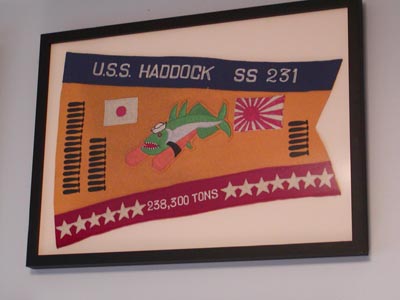 U.S.S. HADDOCK SS 231
238,300 TONS